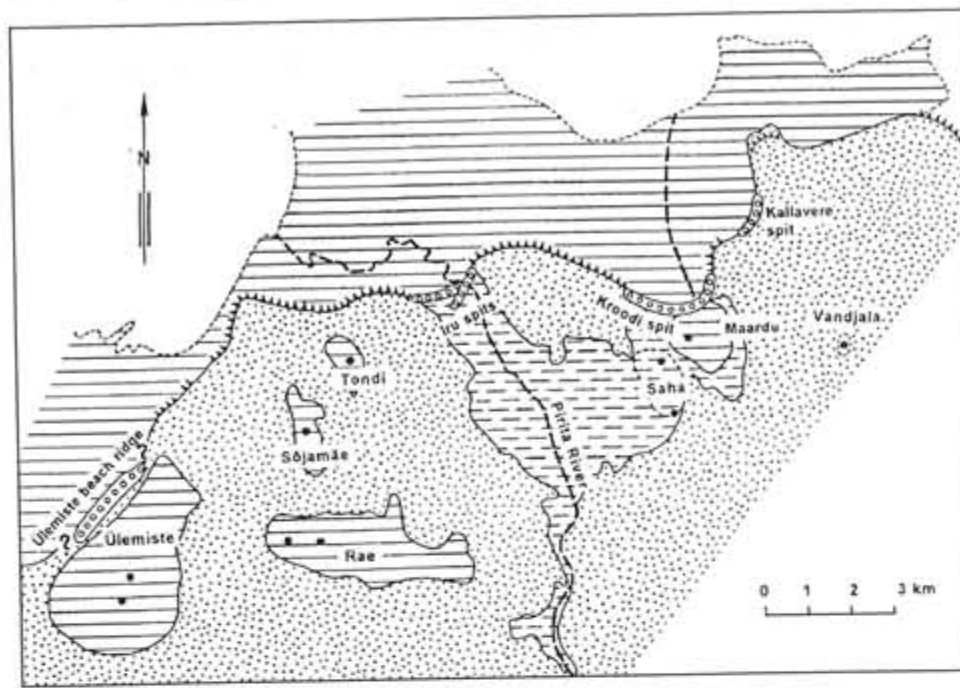 N
Kallavere
spit
Iru spits
Kroodi spit
Maardu
Vandjala
Tondi
Saha
Sõjamäe
Pirita River
Ülemiste beach ridge
?
Ülemiste
Rae
0 1 2 3 km